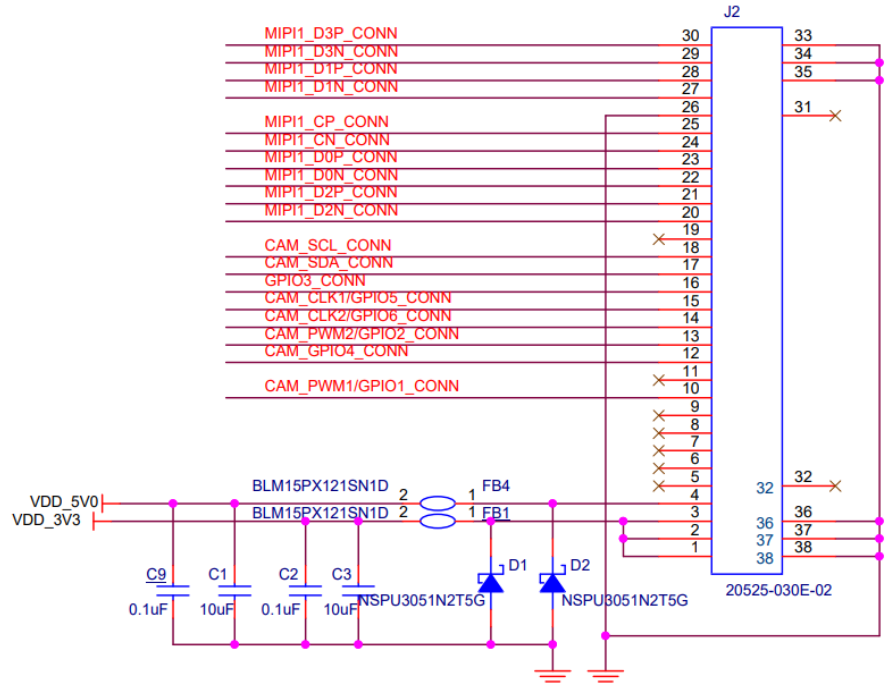 J2
MIPI1_D3P_CONN 30 33
MIPI1_D3N_CONN 29 34
MIPI1_D1P_CONN 28 35
MIPI1_D1N_CONN 27
26 31
MIPI1_CP_CONN 25
MIPI1_CN_CONN 24
MIPI1_D0P_CONN 23
MIPI1_D0N_CONN 22
MIPI1_D2P_CONN 21
MIPI1_D2N_CONN 20
19
CAM_SCL_CONN 18
CAM_SDA_CONN 17
GPIO3_CONN 16
CAM_CLK1/GPIO5_CONN 15
CAM_CLK2/GPIO6_CONN 14
CAM_PWM2/GPIO2_CONN 13
CAM_GPIO4_CONN 12
11
CAM_PWM1/GPIO1_CONN 10
9
8
7
6
5 32 32
VDD_5V0 BLM15PX121SN1D 2 1 FB4 4
VDD_3V3 BLM15PX121SN1D 2 1 FB1 3 36 36
2 37 37
1 38 38
C9 C1 C2 C3 D1 D2
0.1uF 10uF 0.1uF 10uF NSPU3051N2T5G NSPU3051N2T5G
20525-030E-02